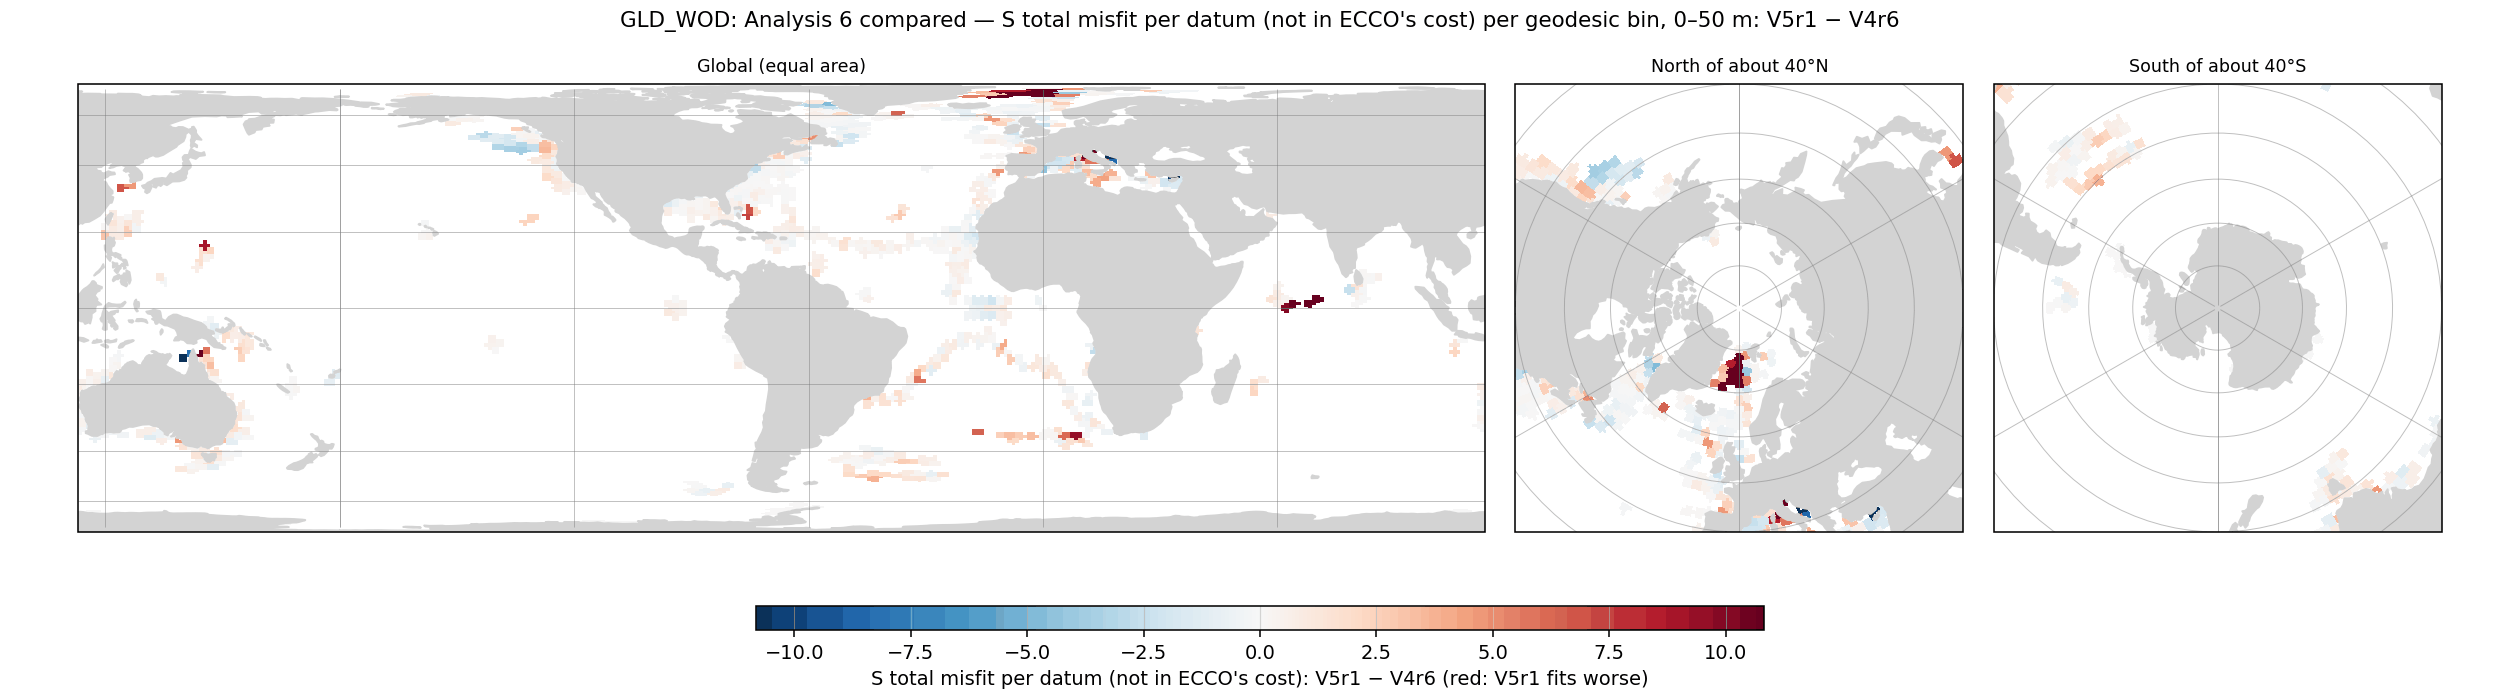 GLD_WOD: Analysis 6 compared — S total misfit per datum (not in ECCO's cost) per geodesic bin, 0–50 m: V5r1 − V4r6
Global (equal area)
North of about 40°N
South of about 40°S
−10.0 −7.5 −5.0 −2.5 0.0 2.5 5.0 7.5 10.0
S total misfit per datum (not in ECCO's cost): V5r1 − V4r6 (red: V5r1 fits worse)